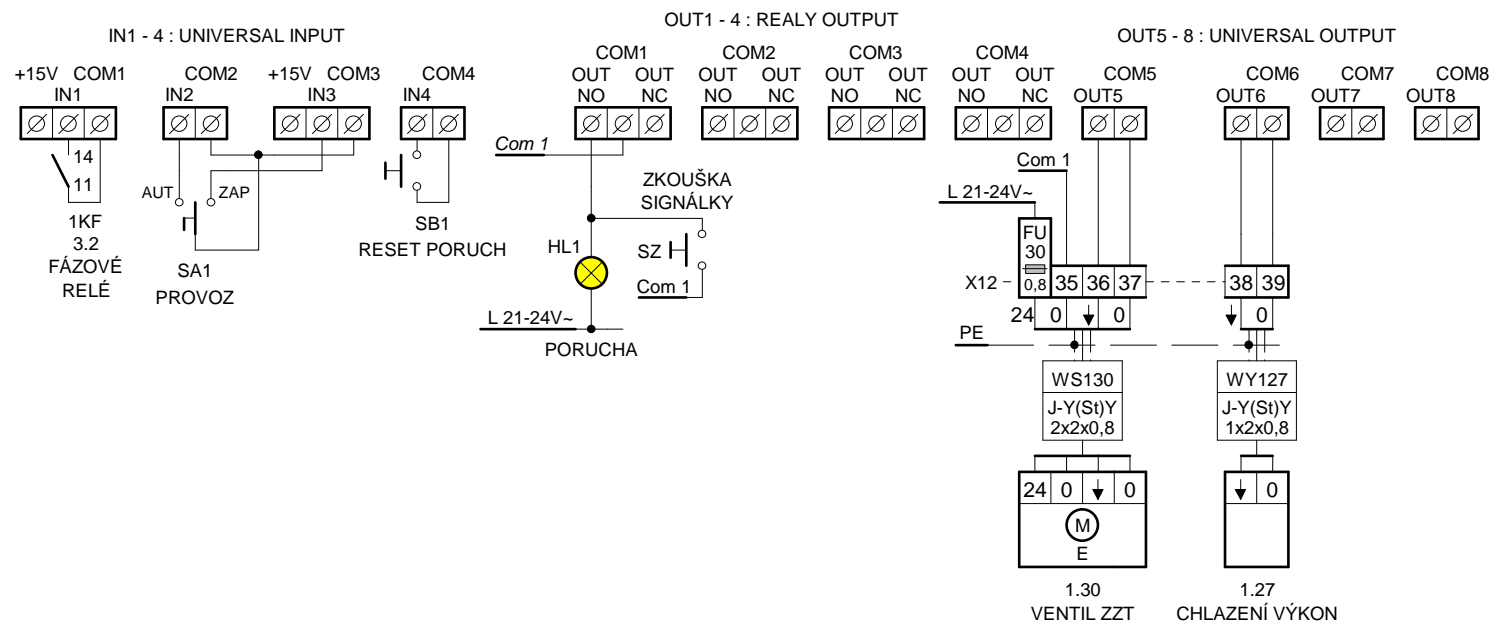 OUT1 - 4 : REALY OUTPUT
IN1 - 4 : UNIVERSAL INPUT
OUT5 - 8 : UNIVERSAL OUTPUT
COM1 COM2 COM3 COM4
+15V COM1 COM2 +15V COM3 COM4
OUT OUT OUT OUT OUT OUT OUT OUT COM5 COM6 COM7 COM8
IN1 IN2 IN3 IN4
NO NC NO NC NO NC NO NC OUT5 OUT6 OUT7 OUT8
Com 1
14
11
AUT ZAP
1KF
3.2
FÁZOVÉ
RELÉ
SA1
PROVOZ
SB1
RESET PORUCH
ZKOUŠKA
SIGNÁLKY
HL1
SZ
Com 1
L 21-24V~
PORUCHA
Com 1
L 21-24V~
FU
30
X12 0,8 35 36 37 38 39
24 0 0 0
PE
WS130 WY127
J-Y(St)Y J-Y(St)Y
2x2x0,8 1x2x0,8
24 0 0 0
M
E
1.30 1.27
VENTIL ZZT CHLAZENÍ VÝKON